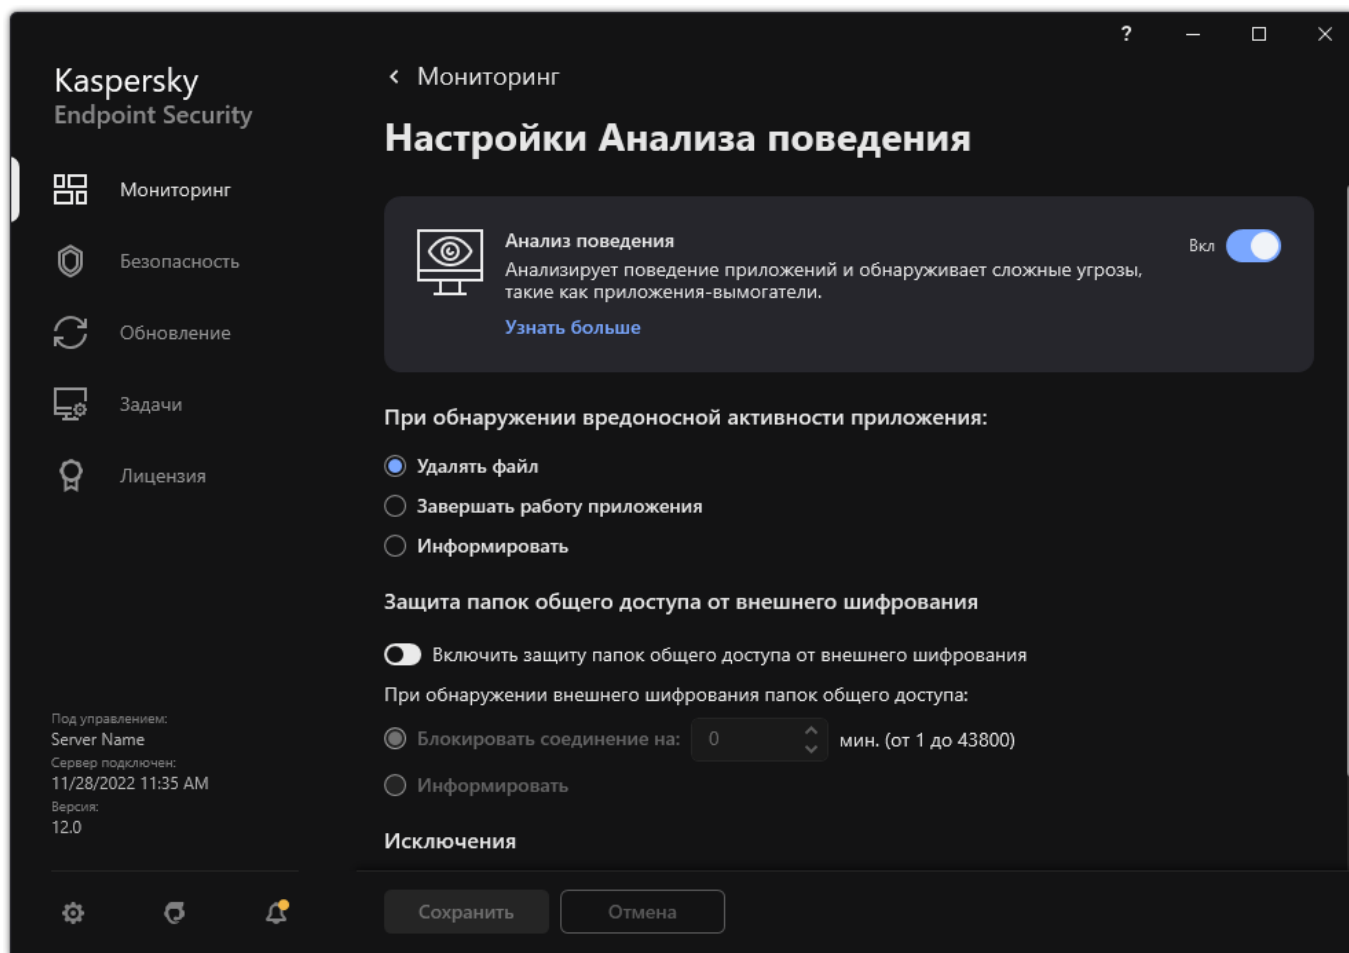 ?
Kaspersky
Endpoint Security
Мониторинг
Безопасность
Обновление
Задачи
Лицензия
Под управлением:
Server Name
Сервер подключен:
11/28/2022 11:35 AM
Версия:
12.0
Мониторинг
Настройки Анализа поведения
Анализ поведения
Вкл
Анализирует поведение приложений и обнаруживает сложные угрозы,
такие как приложения-вымогатели.
Узнать больше
При обнаружении вредоносной активности приложения:
Удалять файл
Завершать работу приложения
Информировать
Защита папок общего доступа от внешнего шифрования
Включить защиту папок общего доступа от внешнего шифрования
При обнаружении внешнего шифрования папок общего доступа:
Блокировать соединение на: 0 мин. (от 1 до 43800)
Информировать
Исключения
Сохранить Отмена